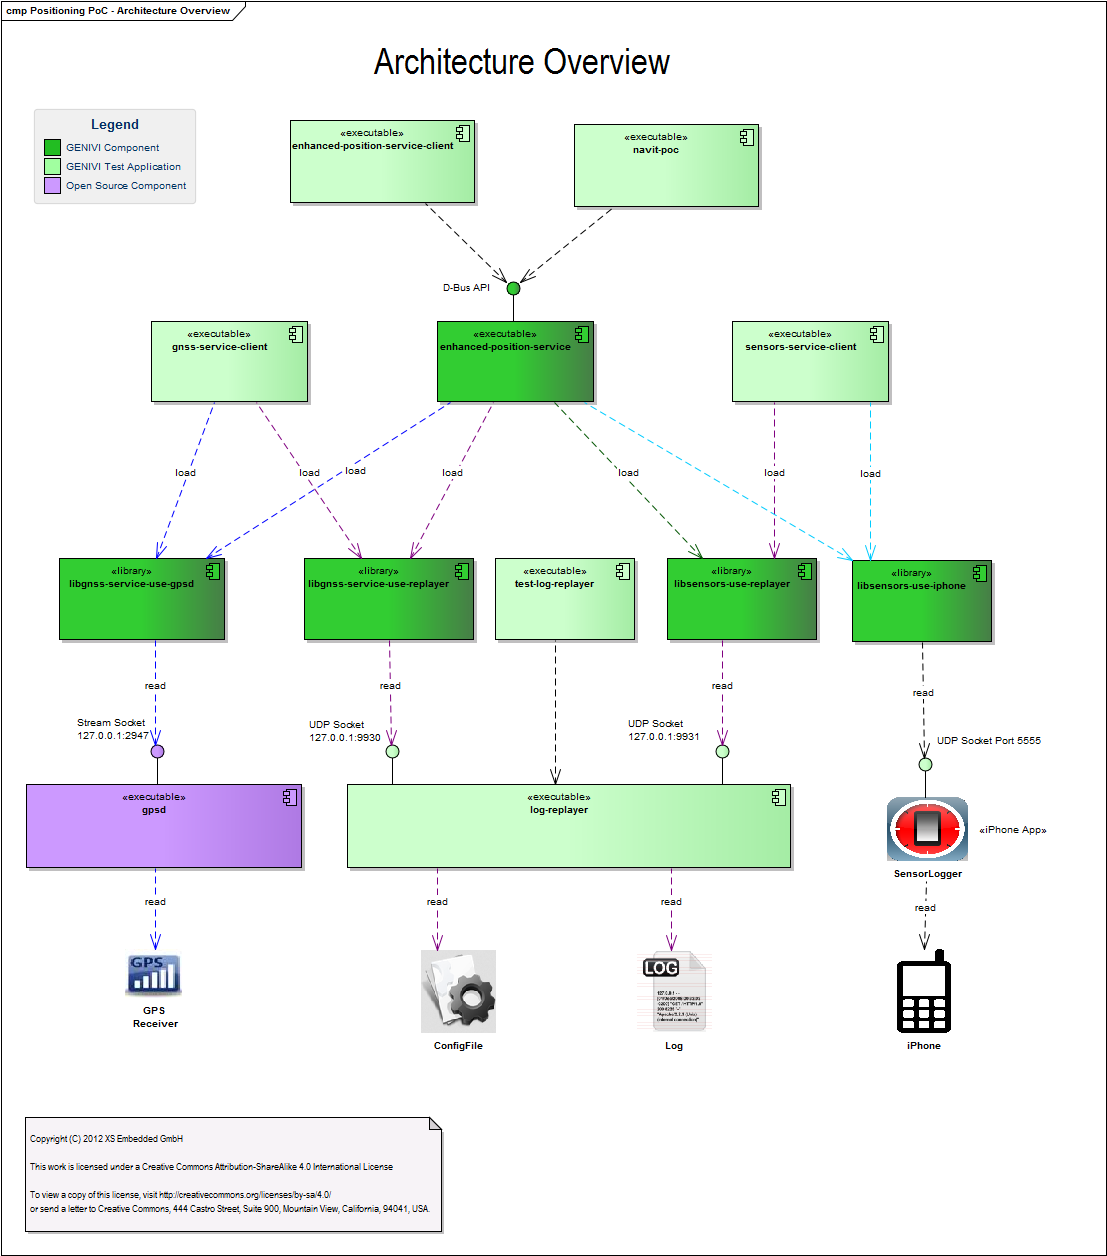 cmp Positioning PoC - Architecture Overview
Architecture Overview
Legend
GENIVI Component
GENIVI Test Application
Open Source Component
«executable»
enhanced-position-service-client
«executable»
navit-poc
D-Bus API
«executable»
gnss-service-client
«executable»
enhanced-position-service
«executable»
sensors-service-client
load
load
load
load
load
load
load
«library»
libgnss-service-use-gpsd
«library»
libgnss-service-use-replayer
«executable»
test-log-replayer
«library»
libsensors-use-replayer
«library»
libsensors-use-iphone
read
read
read
read
Stream Socket
127.0.0.1:2947
UDP Socket
127.0.0.1:9930
UDP Socket
127.0.0.1:9931
UDP Socket Port 5555
«executable»
gpsd
«executable»
log-replayer
«iPhone App»
SensorLogger
read
read
read
read
GPS
GPS
Receiver
ConfigFile
LOG
Log
iPhone
Copyright (C) 2012 XS Embedded GmbH
This work is licensed under a Creative Commons Attribution-ShareAlike 4.0 International License
To view a copy of this license, visit http://creativecommons.org/licenses/by-sa/4.0/
or send a letter to Creative Commons, 444 Castro Street, Suite 900, Mountain View, California, 94041, USA.